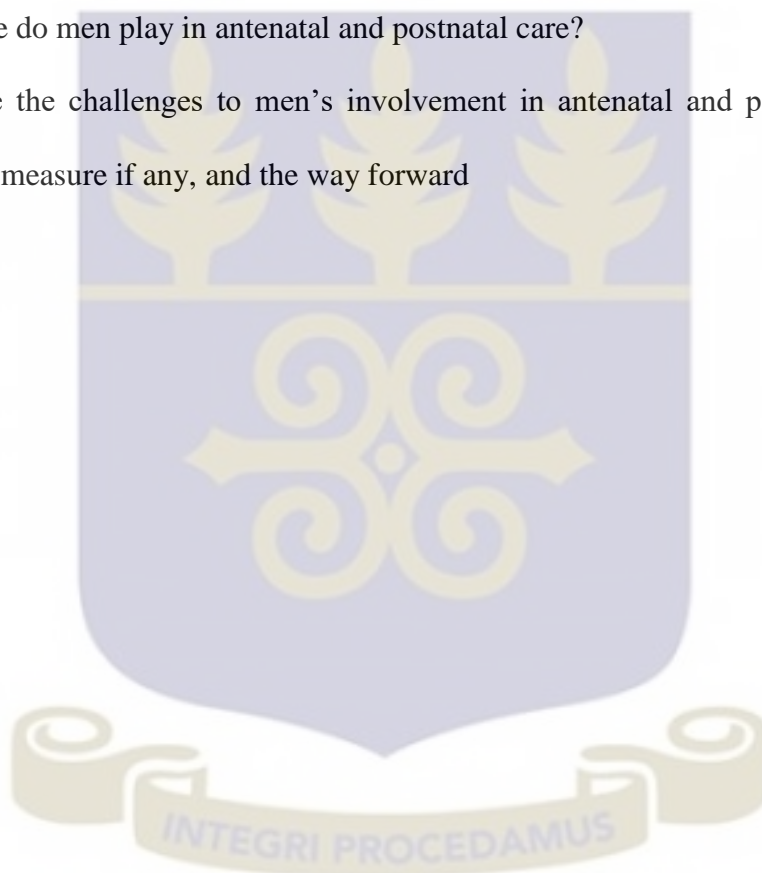 e do men play in antenatal and postnatal care?
e the challenges to men's involvement in antenatal and p
measure if any, and the way forward
INTEGRI PROCEDAMUS